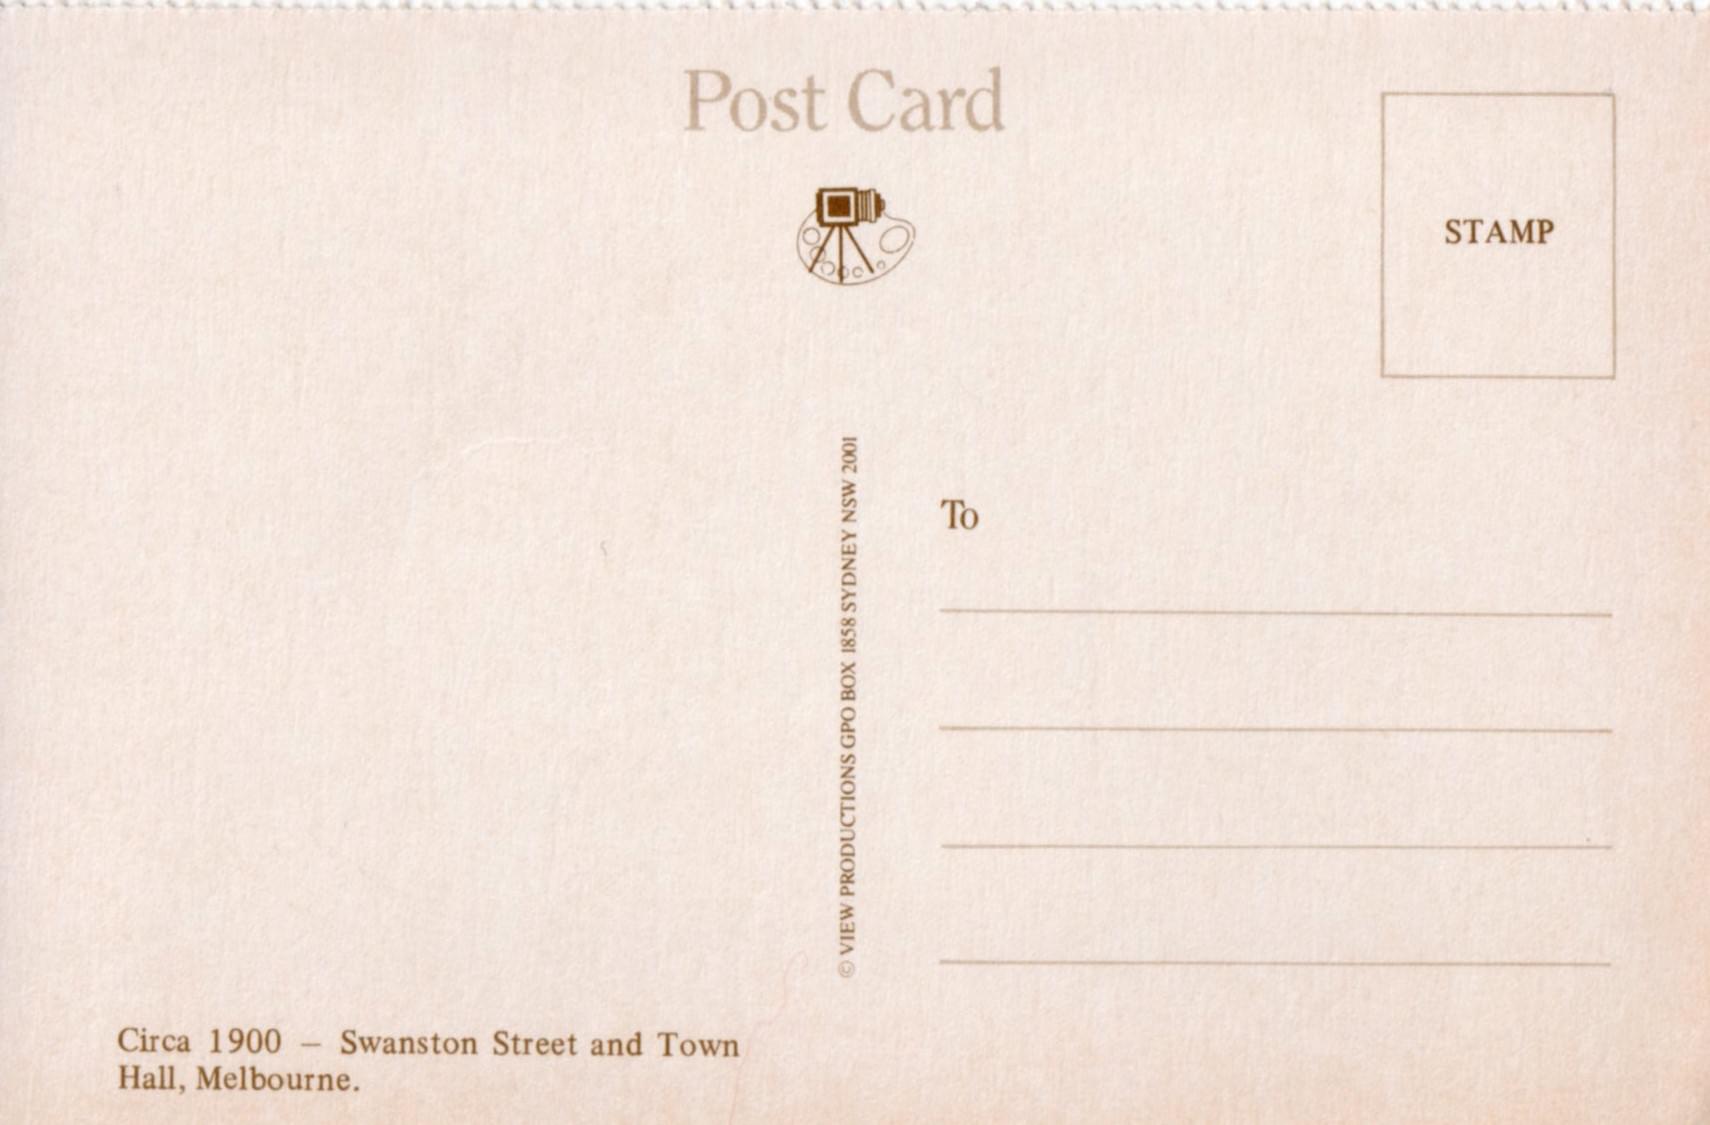 Post Card
STAMP
© VIEW PRODUCTIONS GPO BOX 1858 SYDNEY NSW 2001
To
Circa 1900 – Swanston Street and Town
Hall, Melbourne.